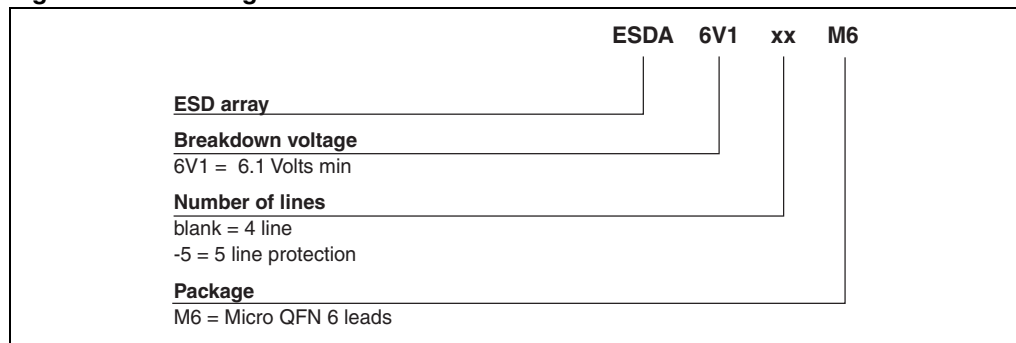 ESDA 6V1 xx M6
ESD array
Breakdown voltage
6V1 = 6.1 Volts min
Number of lines
blank = 4 line
-5 = 5 line protection
Package
M6 = Micro QFN 6 leads